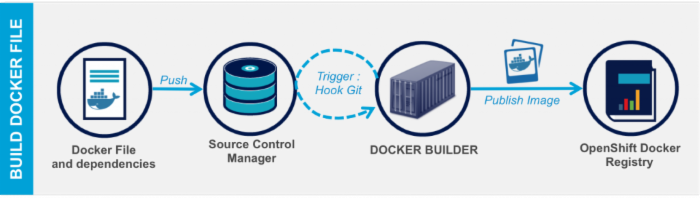 BUILD DOCKER FILE
Push
Trigger :
Hook Git
Publish Image
Docker File
and dependencies
Source Control
Manager
DOCKER BUILDER
OpenShift Docker
Registry